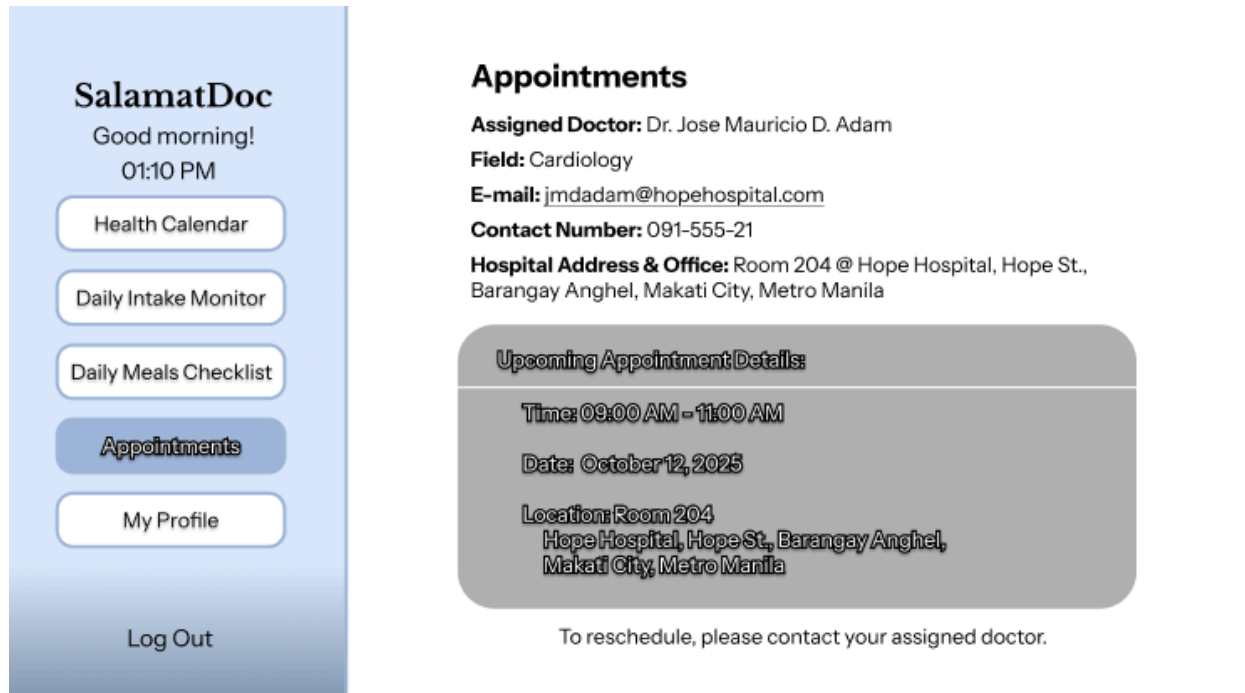 SalamatDoc
Good morning!
01:10 PM
Health Calendar
Daily Intake Monitor
Daily Meals Checklist
Appointments
My Profile
Log Out
Appointments
Assigned Doctor: Dr. Jose Mauricio D. Adam
Field: Cardiology
E-mail: jmdadam@hopehospital.com
Contact Number: 091-555-21
Hospital Address & Office: Room 204 @ Hope Hospital, Hope St.,
Barangay Anghel, Makati City, Metro Manila
Upcoming Appointment Details:
Time: 09:00 AM - 11:00 AM
Date: October 12, 2025
Location: Room 204
Hope Hospital, Hope St., Barangay Anghel,
Makati City, Metro Manila
To reschedule, please contact your assigned doctor.